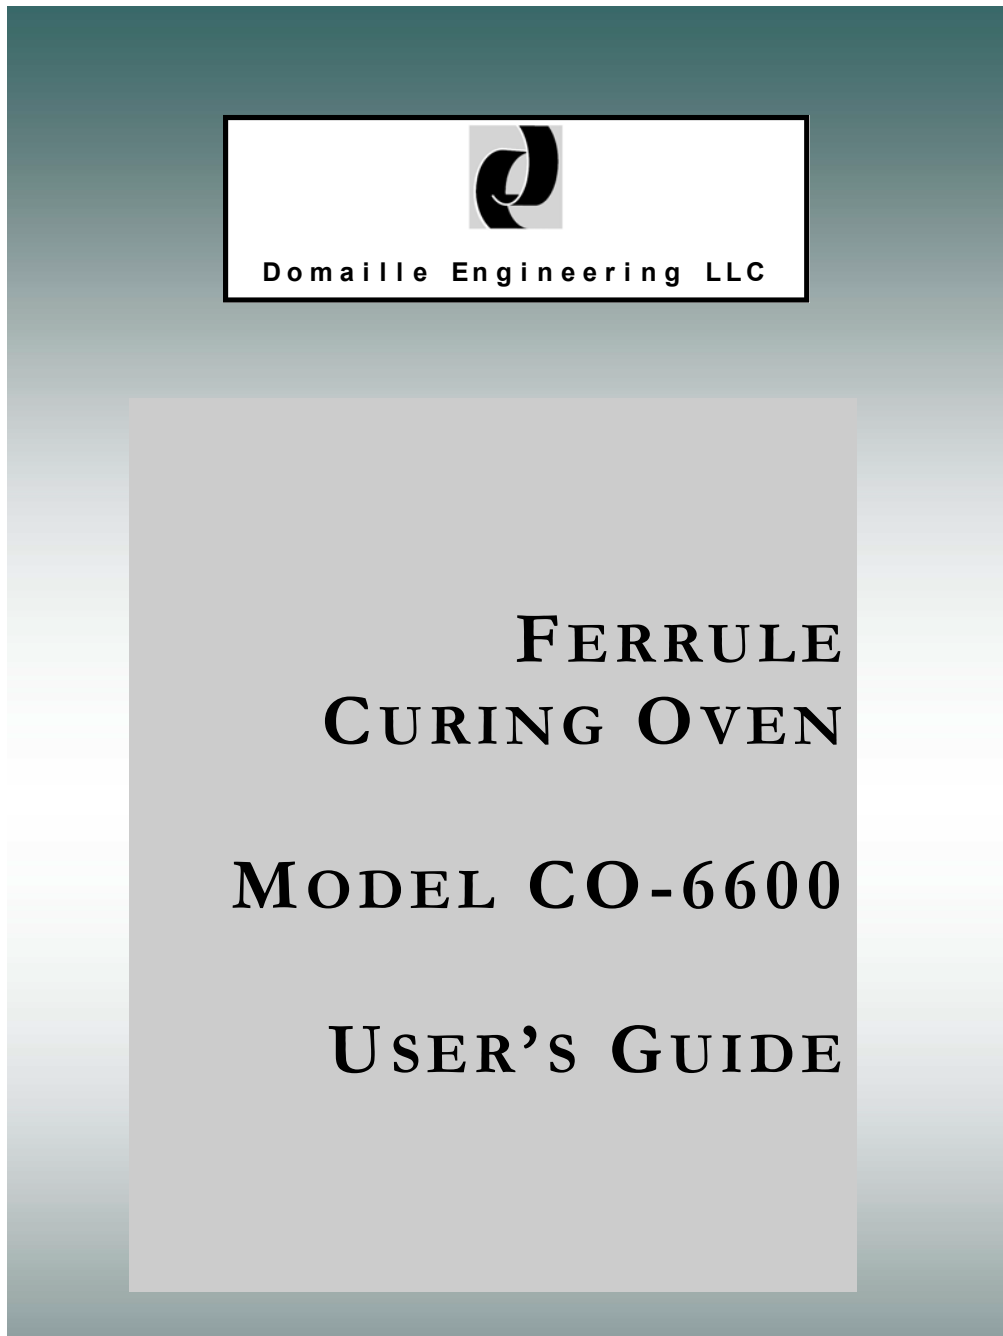 Domaille Engineering LLC
FERRULE
CURING OVEN
MODEL CO-6600
USER’S GUIDE